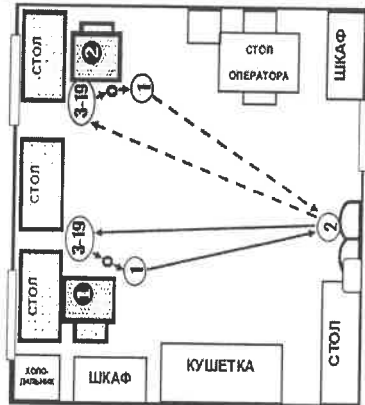 СТОЛ
СТОЛ
СТОЛ
2
3-19
1
3-19
1
1
СТОЛ
ОПЕРАТОРА
ШКАФ
2
ХОЛО-
ДИЛЬНИК
ШКАФ
КУШЕТКА
СТОЛ